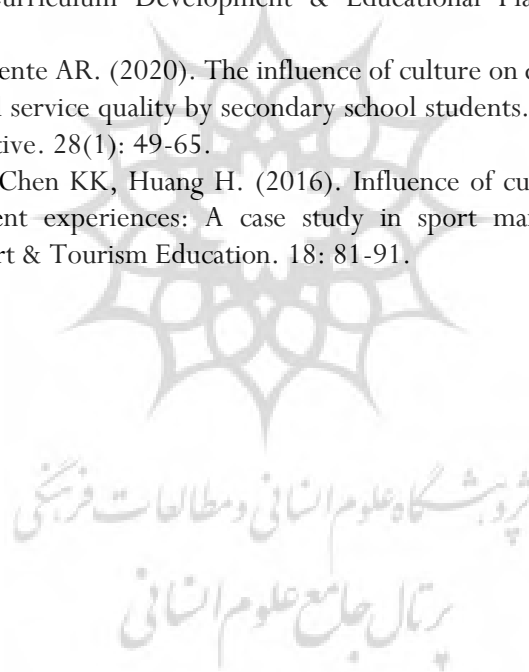 urriculum Development & Educational Pla
ente AR. (2020). The influence of culture on
l service quality by secondary school students.
tive. 28(1): 49-65.
Chen KK, Huang H. (2016). Influence of cu
ent experiences: A case study in sport ma
rt & Tourism Education. 18: 81-91.
پژوهشگاه علوم انسانی و مطالعات فرهنگی
پرتال جامع علوم انسانی